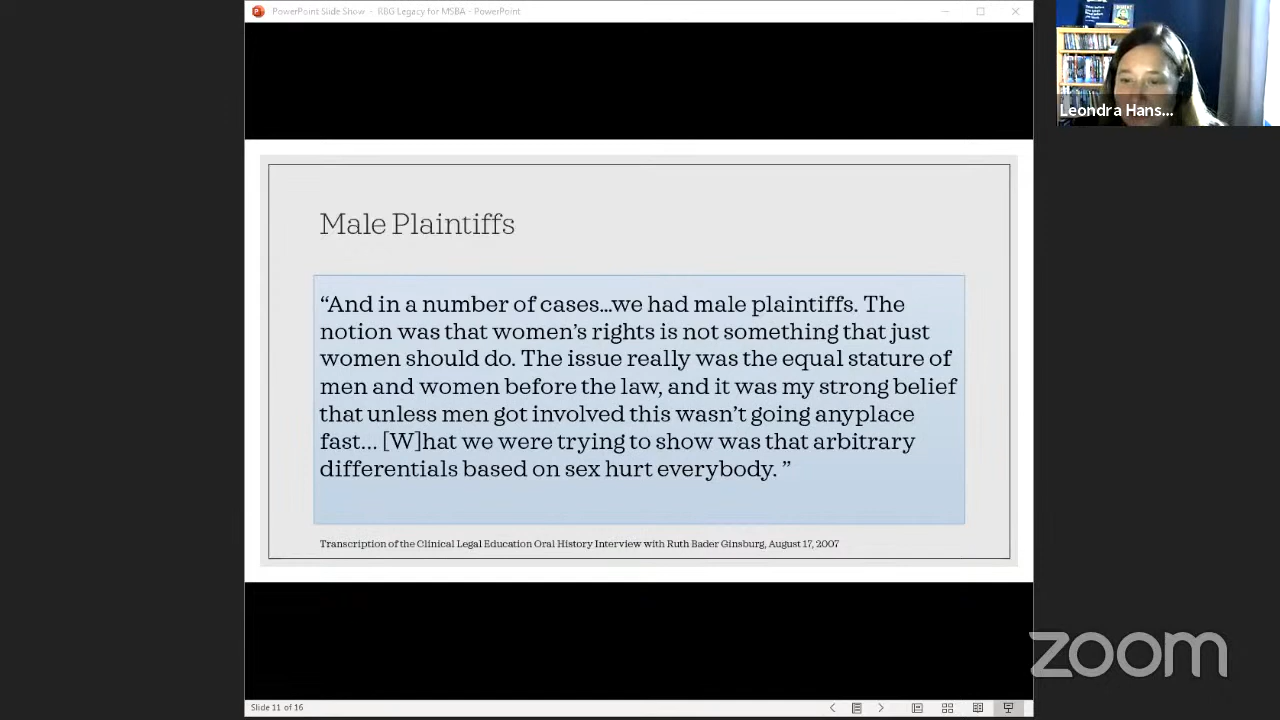 PowerPoint Slide Show - RBG Legacy for MSBA - PowerPoint
Leondra Hans...
Male Plaintiffs
“And in a number of cases...we had male plaintiffs. The
notion was that women’s rights is not something that just
women should do. The issue really was the equal stature of
men and women before the law, and it was my strong belief
that unless men got involved this wasn’t going anyplace
fast... [W]hat we were trying to show was that arbitrary
differentials based on sex hurt everybody. ”
Transcription of the Clinical Legal Education Oral History Interview with Ruth Bader Ginsburg, August 17, 2007
zoom
Slide 11 of 16